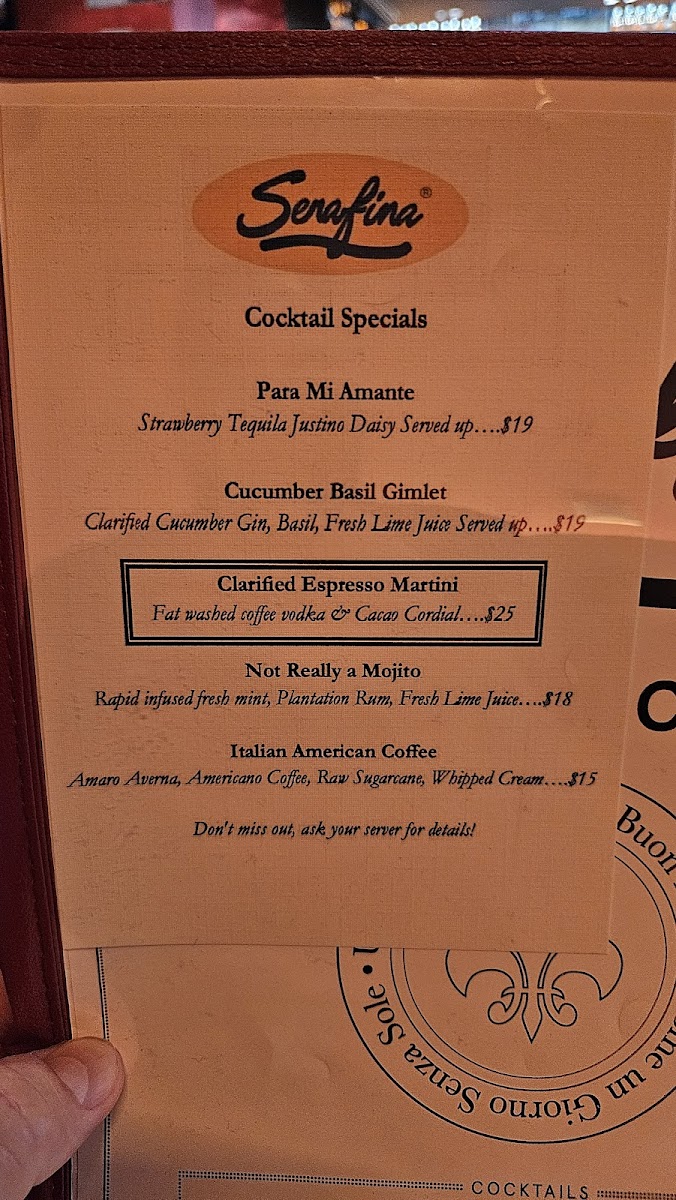 Serafina®
Cocktail Specials
Para Mi Amante
Strawberry Tequila Justino Daisy Served up....$19
Cucumber Basil Gimlet
Clarified Cucumber Gin, Basil, Fresh Lime Juice Served up....$19
Clarified Espresso Martini
Fat washed coffee vodka & Cacao Cordial....$25
Not Really a Mojito
Rapid infused fresh mint, Plantation Rum, Fresh Lime Juice....$18
Italian American Coffee
Amaro Averna, Americano Coffee, Raw Sugarcane, Whipped Cream....$15
Don't miss out, ask your server for details!
Buon
un Giorno Senza Sole •
COCKTAILS